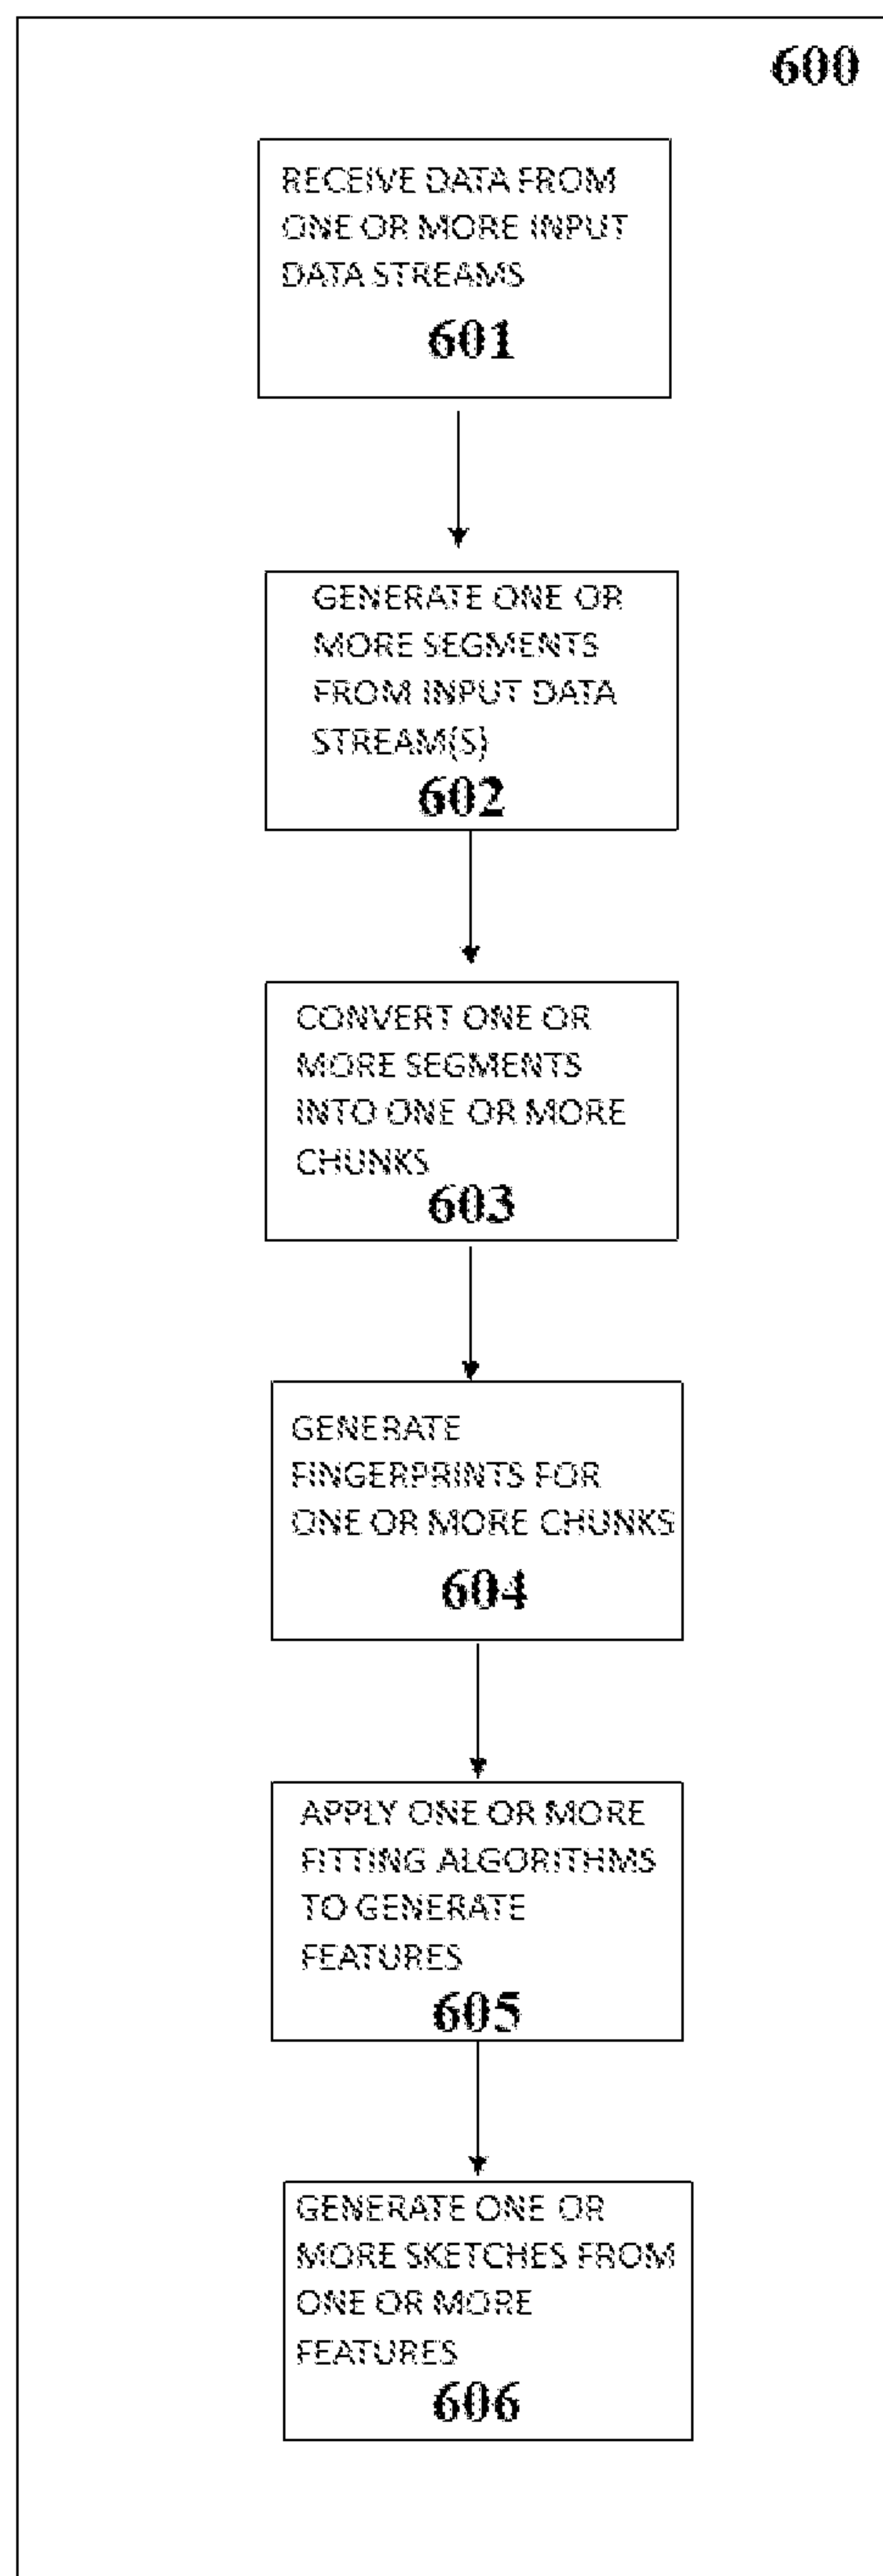 600
RECEIVE DATA FROM
ONE OR MORE INPUT
DATA STREAMS
601
GENERATE ONE OR
MORE SEGMENTS
FROM INPUT DATA
STREAM(S)
602
CONVERT ONE OR
MORE SEGMENTS
INTO ONE OR MORE
CHUNKS
603
GENERATE
FINGERPRINTS FOR
ONE OR MORE CHUNKS
604
APPLY ONE OR MORE
FITTING ALGORITHMS
TO GENERATE
FEATURES
605
GENERATE ONE OR
MORE SKETCHES FROM
ONE OR MORE
FEATURES
606